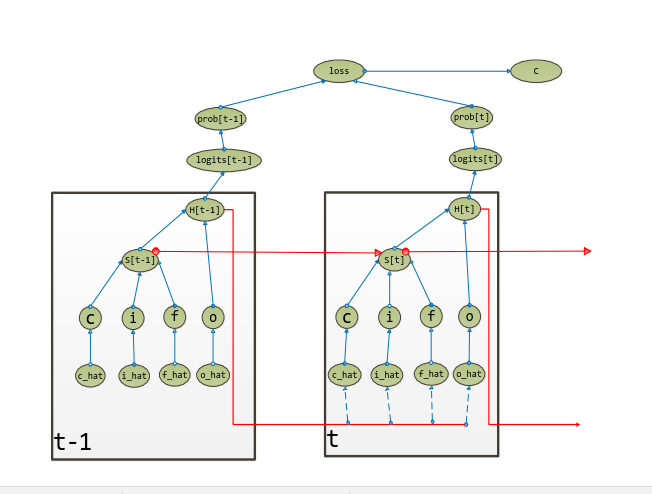 loss
C
prob[t-1]
prob[t]
logits[t-1]
logits[t]
H[t-1]
H[t]
S[t-1]
S[t]
c
i
f
o
c
i
f
o
c_hat
i_hat
f_hat
o_hat
c_hat
i_hat
f_hat
o_hat
t-1
t